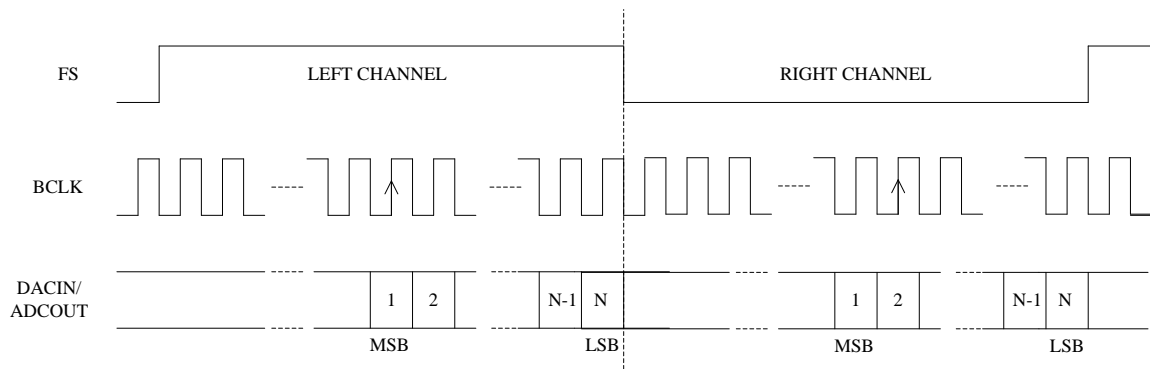 FS
LEFT CHANNEL
RIGHT CHANNEL
BCLK
DACIN/
ADCOUT
1 2 N-1 N 1 2 N-1 N
MSB LSB MSB LSB